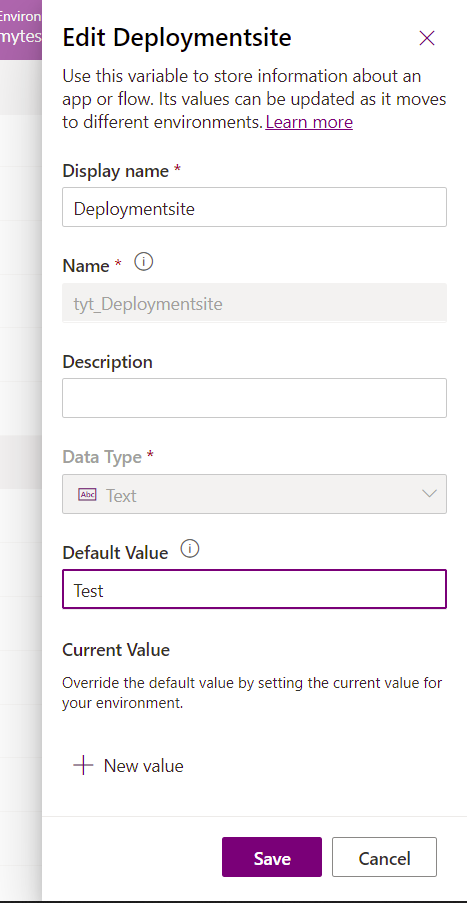 Environ
mytes
Edit Deploymentsite
Use this variable to store information about an
app or flow. Its values can be updated as it moves
to different environments. Learn more
Display name *
Deploymentsite
Name *
tyt_Deploymentsite
Description
Data Type *
Abc Text
Default Value
Test
Current Value
Override the default value by setting the current value for
your environment.
New value
Save Cancel